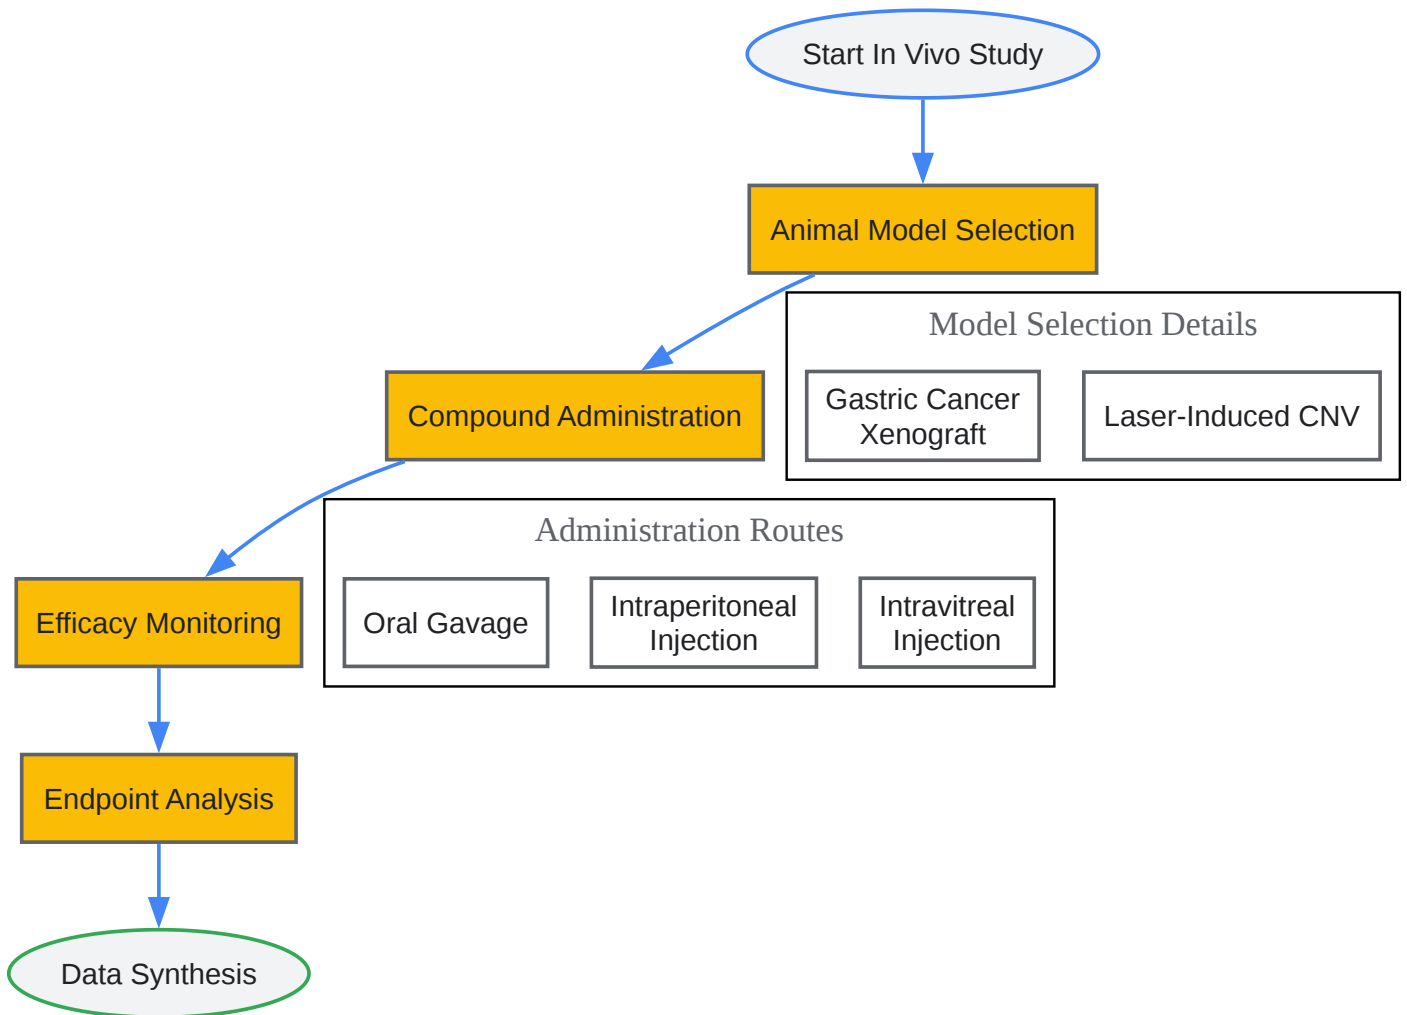 Start In Vivo Study
Animal Model Selection
Model Selection Details
Gastric Cancer
Xenograft
Laser-Induced CNV
Compound Administration
Administration Routes
Oral Gavage
Intraperitoneal
Injection
Intravitreal
Injection
Efficacy Monitoring
Endpoint Analysis
Data Synthesis